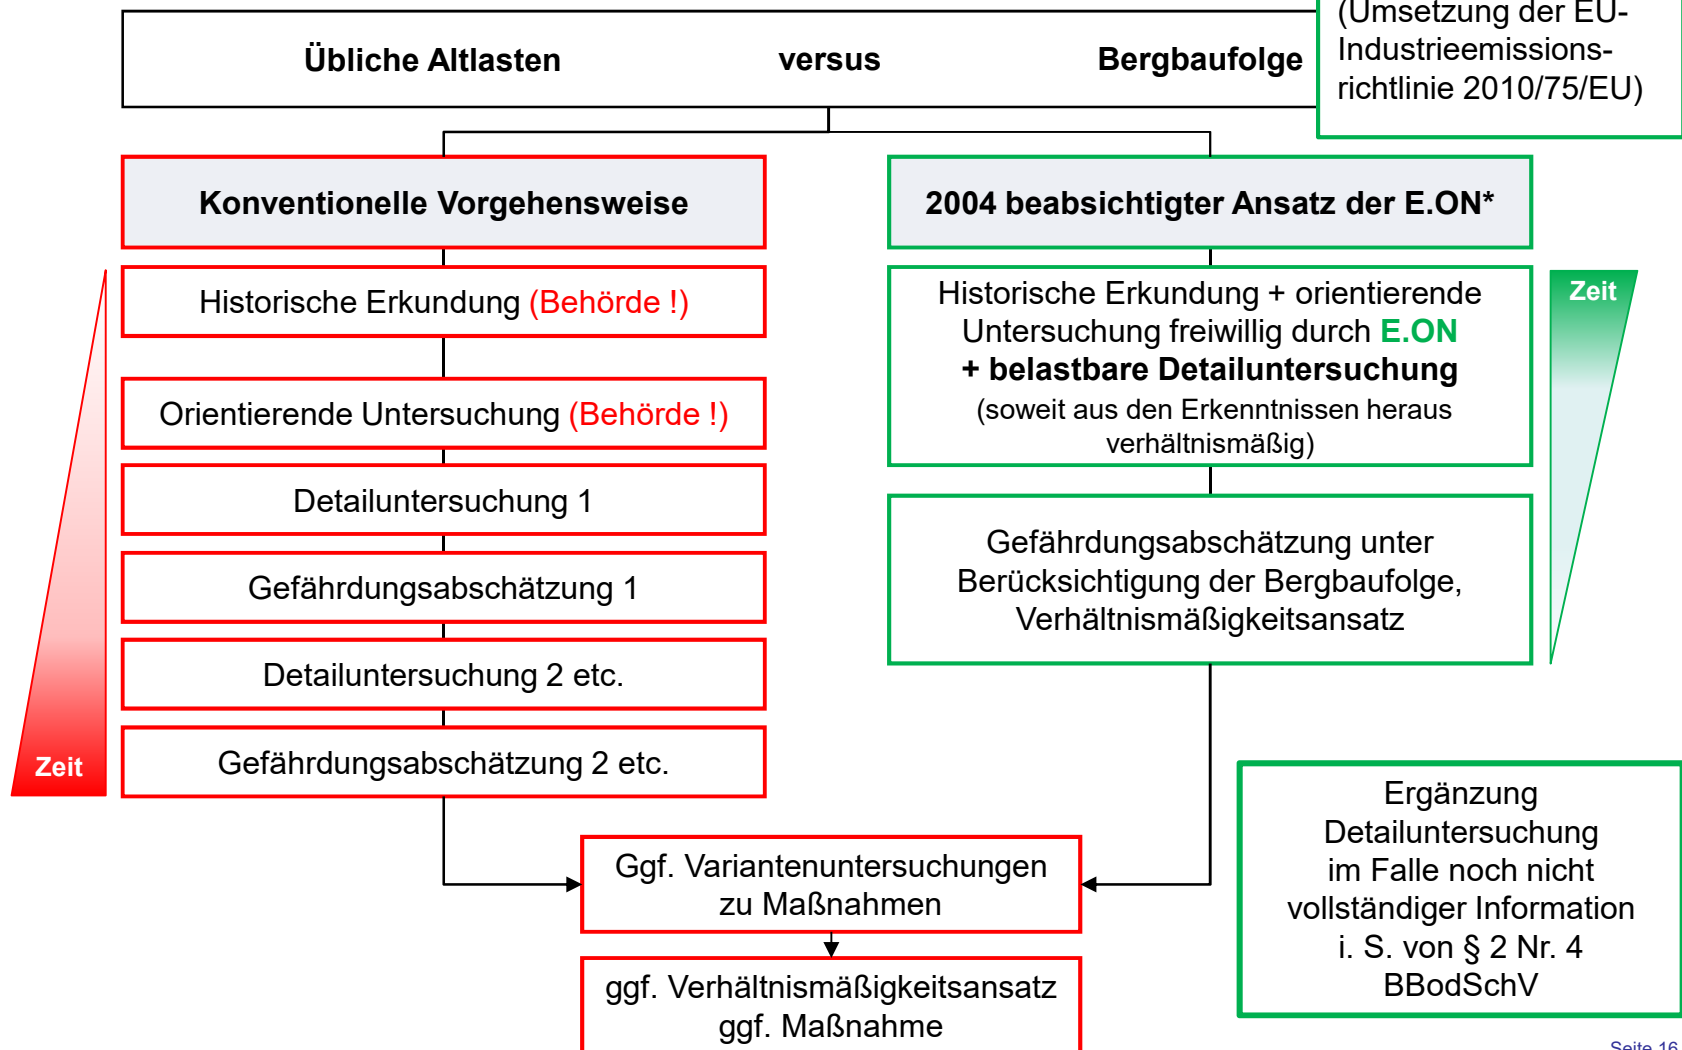 (Umsetzung der EU-
Industrieemissions-
richtlinie 2010/75/EU)
Übliche Altlasten versus Bergbaufolge
Konventionelle Vorgehensweise
Historische Erkundung (Behörde !)
Orientierende Untersuchung (Behörde !)
Detailuntersuchung 1
Gefährdungsabschätzung 1
Detailuntersuchung 2 etc.
Gefährdungsabschätzung 2 etc.
Zeit
2004 beabsichtigter Ansatz der E.ON*
Historische Erkundung + orientierende
Untersuchung freiwillig durch E.ON
+ belastbare Detailuntersuchung
(soweit aus den Erkenntnissen heraus
verhältnismäßig)
Zeit
Gefährdungsabschätzung unter
Berücksichtigung der Bergbaufolge,
Verhältnismäßigkeitsansatz
Ggf. Variantenuntersuchungen
zu Maßnahmen
ggf. Verhältnismäßigkeitsansatz
ggf. Maßnahme
Ergänzung
Detailuntersuchung
im Falle noch nicht
vollständiger Information
i. S. von § 2 Nr. 4
BBodSchV
Seite 16